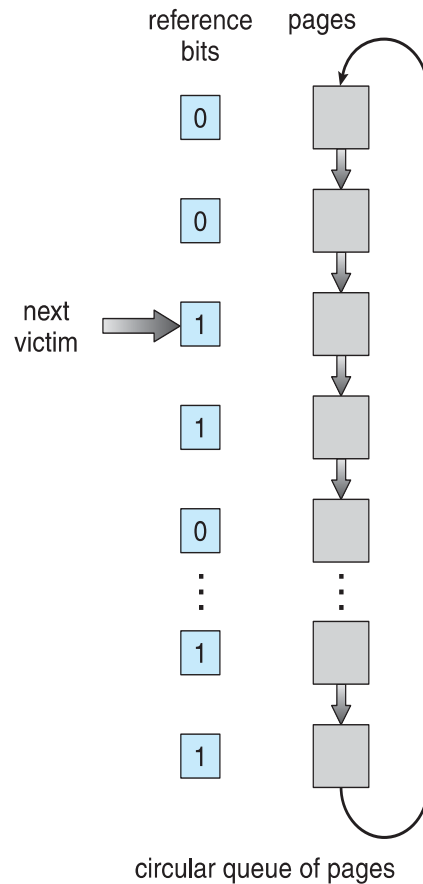 reference bits
pages
0
0
next victim
1
1
0
1
1
circular queue of pages